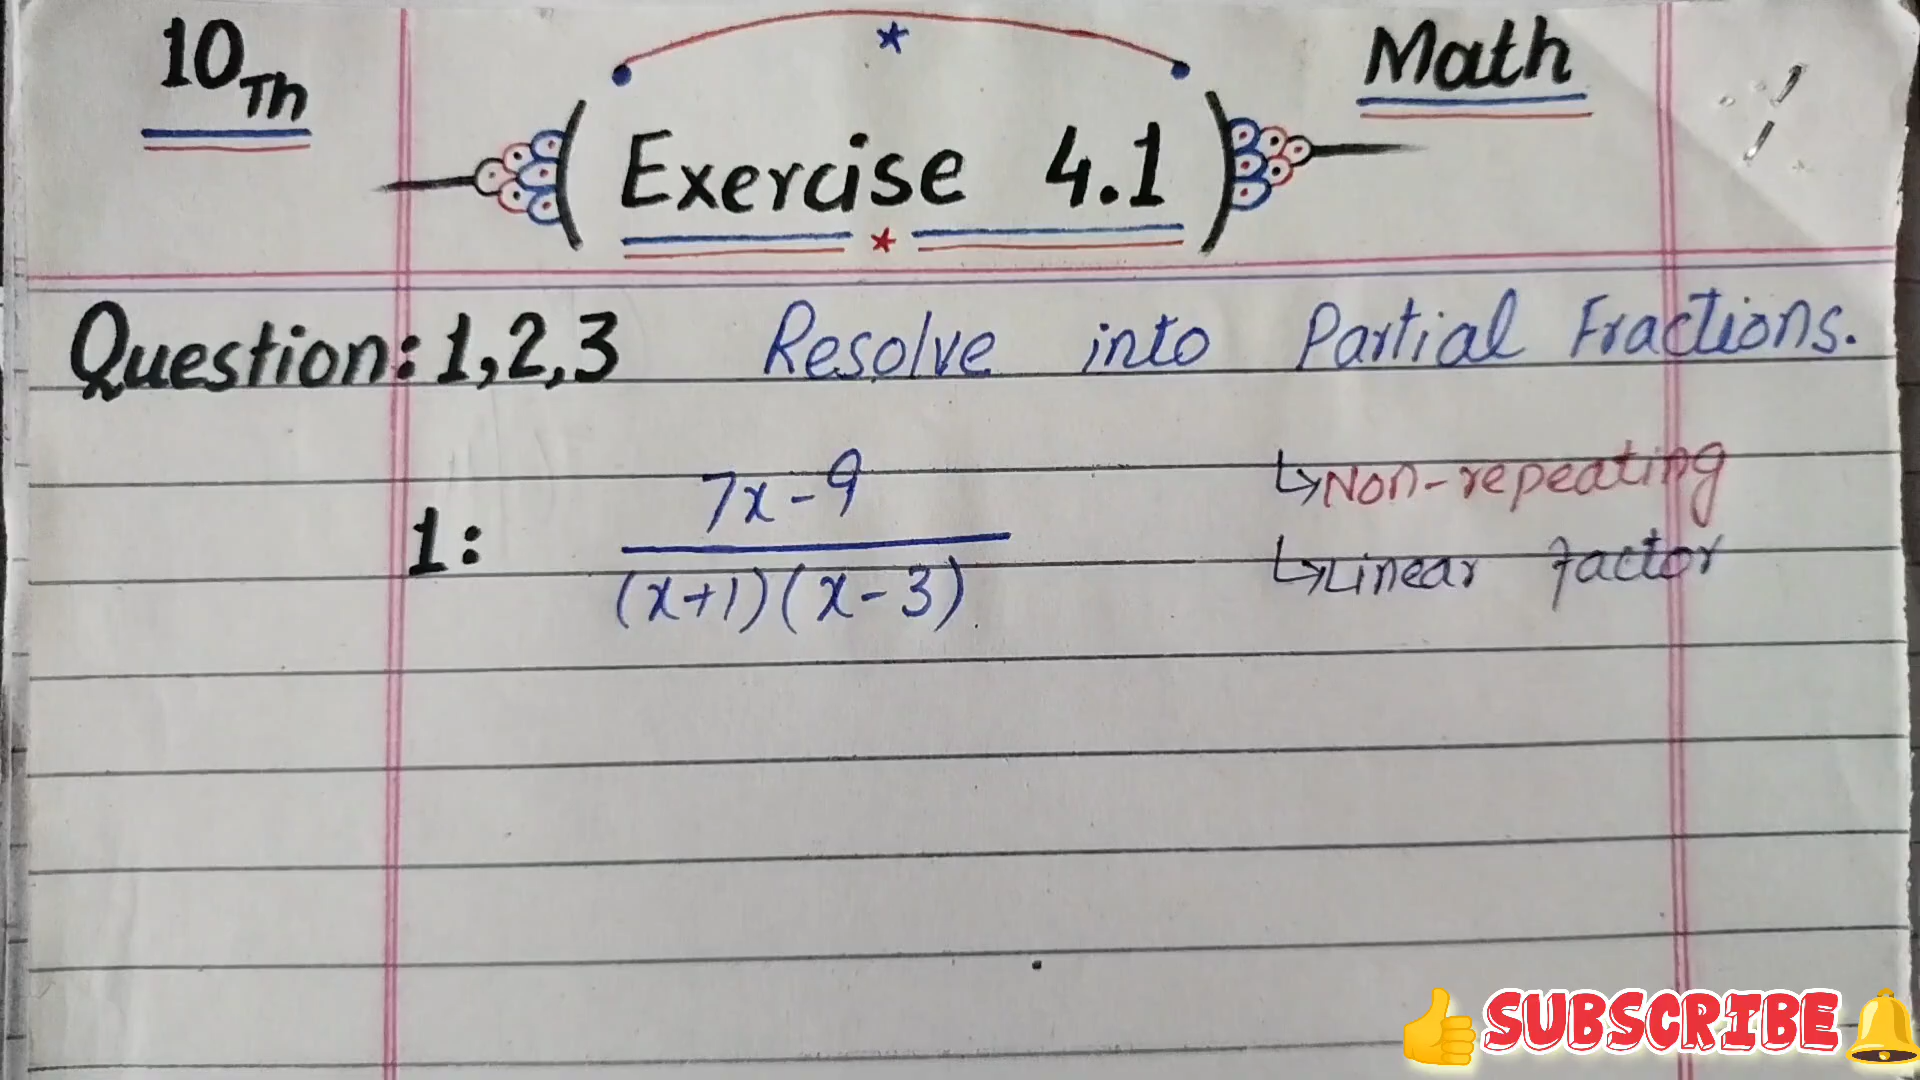 10Th
Math
Exercise 4.1
Question: 1,2,3 Resolve into Partial Fractions.
1: 7x-9
(x+1)(x-3)
↳Non-repeating
↳Linear factor
SUBSCRIBE